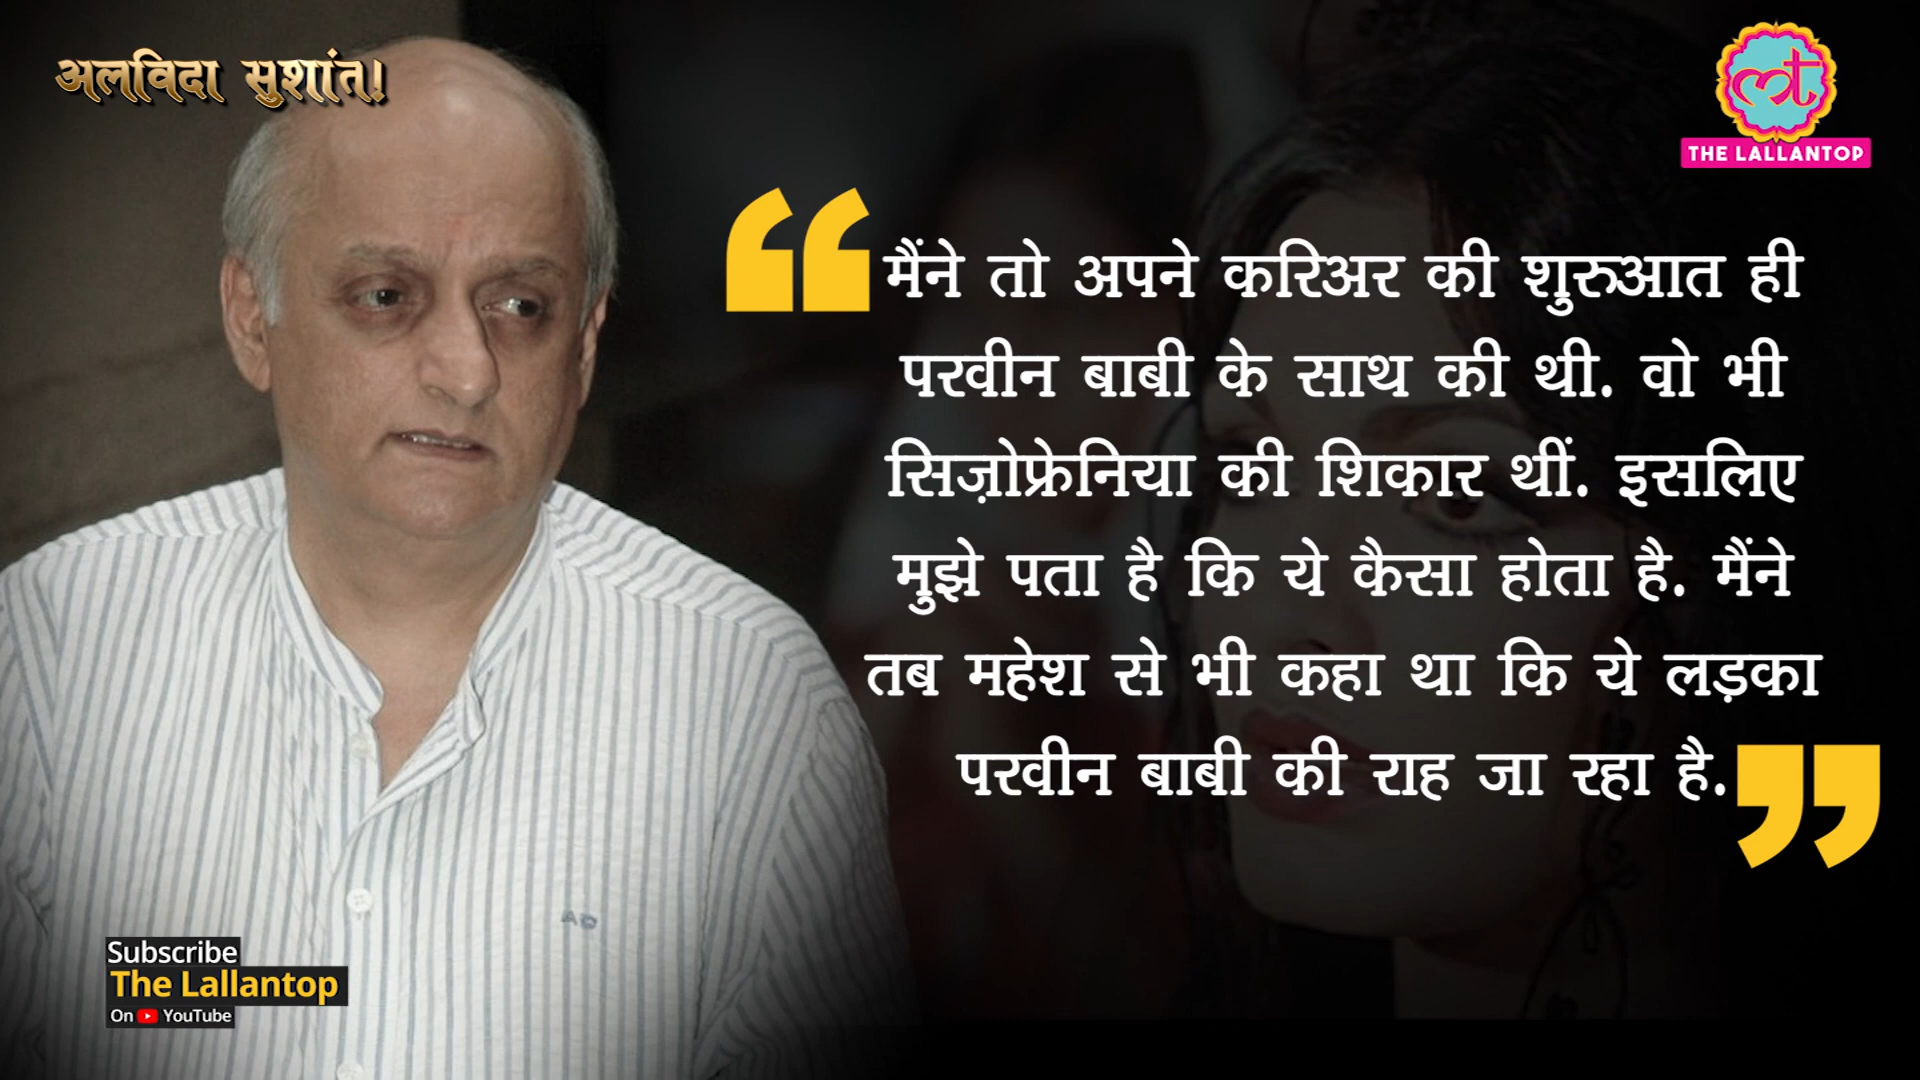 अलविदा सुशांत!
THE LALLANTOP
“मैंने तो अपने करिअर की शुरुआत ही
परवीन बाबी के साथ की थी. वो भी
सिज़ोफ्रेनिया की शिकार थीं. इसलिए
मुझे पता है कि ये कैसा होता है. मैंने
तब महेश से भी कहा था कि ये लड़का
परवीन बाबी की राह जा रहा है.”
Subscribe
The Lallantop
On YouTube